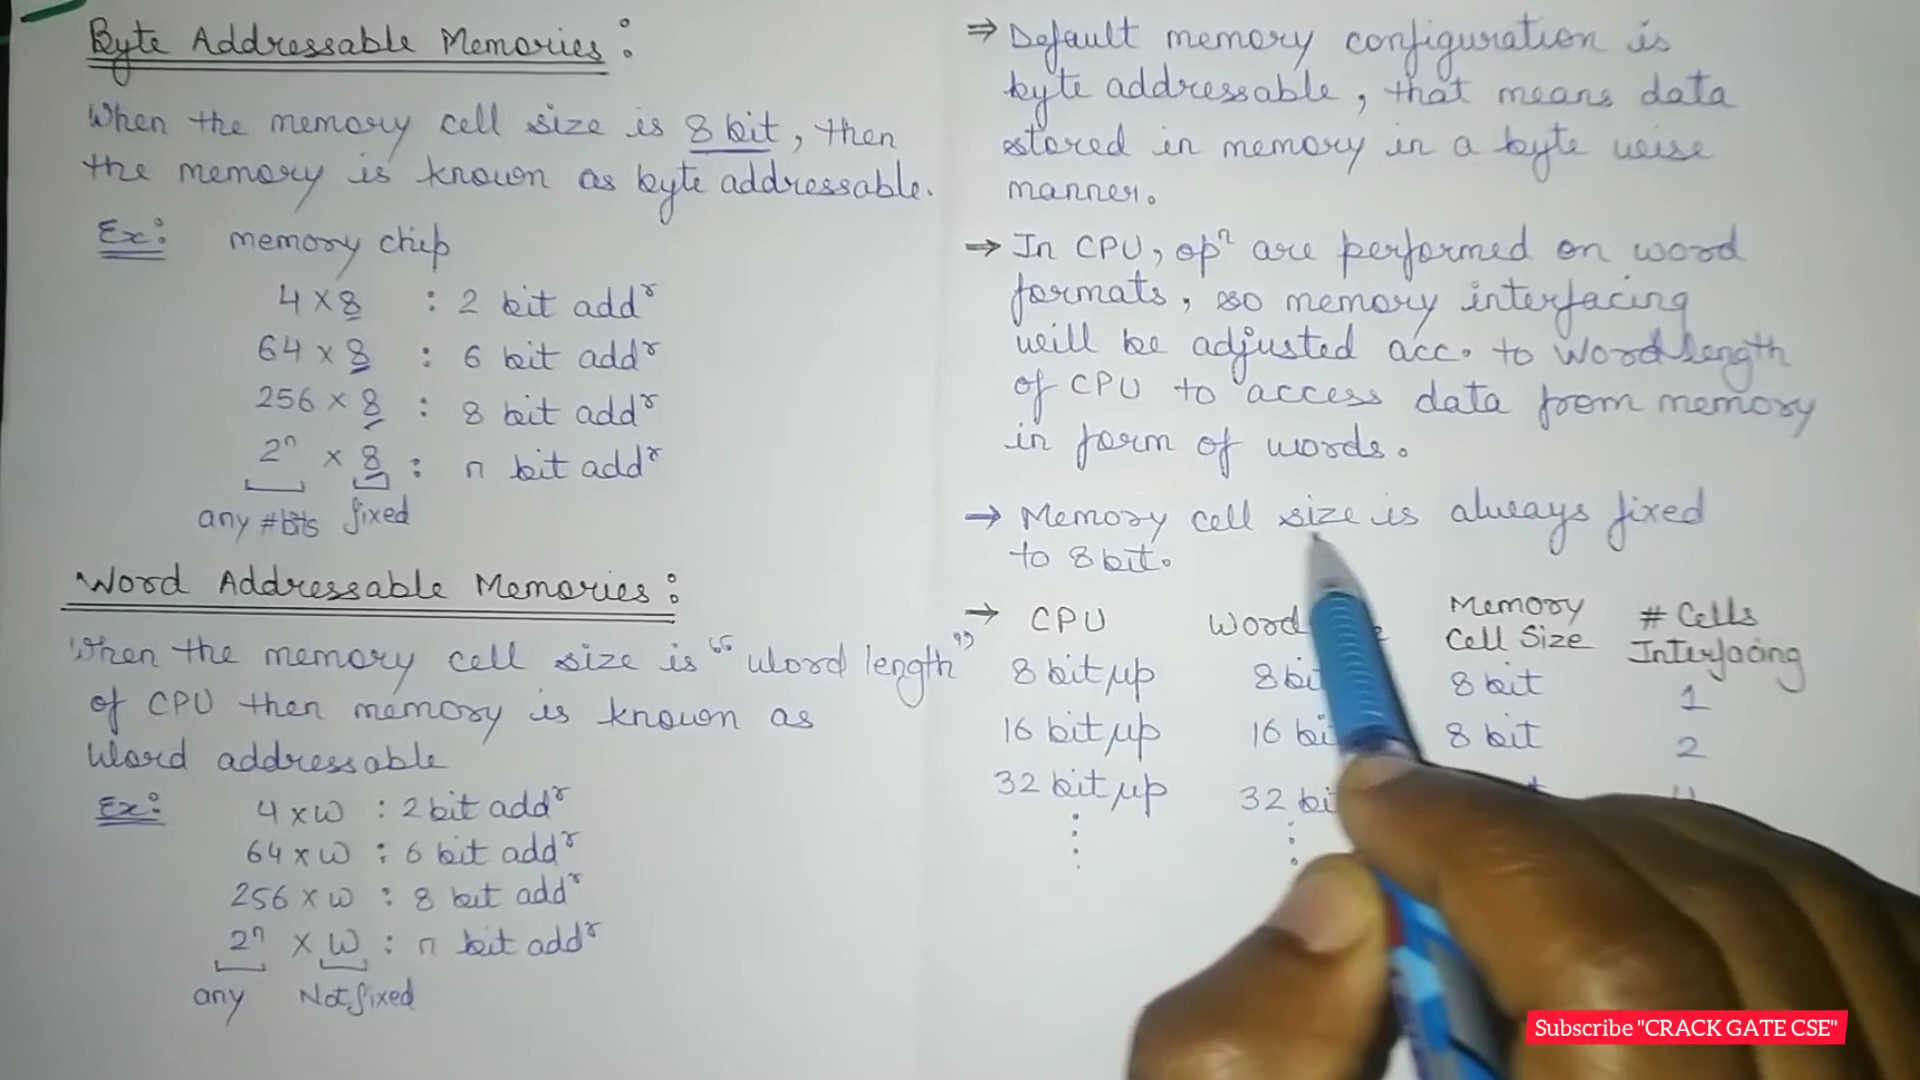 Byte Addressable Memories:
When the memory cell size is 8 bit, then
the memory is known as byte addressable.
Ex: memory chip
4 × 8 : 2 bit addʳ
64 × 8 : 6 bit addʳ
256 × 8 : 8 bit addʳ
2ⁿ × 8 : n bit addʳ
any #bits fixed
Word Addressable Memories:
When the memory cell size is “word length”
of CPU then memory is known as
Word addressable
Ex: 4 × W : 2 bit addʳ
64 × W : 6 bit addʳ
256 × W : 8 bit addʳ
2ⁿ × W : n bit addʳ
any Not fixed
⇒ Default memory configuration is
byte addressable, that means data
stored in memory in a byte wise
manner.
→ In CPU, opⁿ are performed on word
formats, so memory interfacing
will be adjusted acc. to Word length
of CPU to access data from memory
in form of words.
→ Memory cell size is always fixed
to 8 bit.
→ CPU Word Memory Cell Size # Cells Interfacing
8 bit μp 8 bi 8 bit 1
16 bit μp 16 bi 8 bit 2
32 bit μp 32 bi
Subscribe "CRACK GATE CSE"